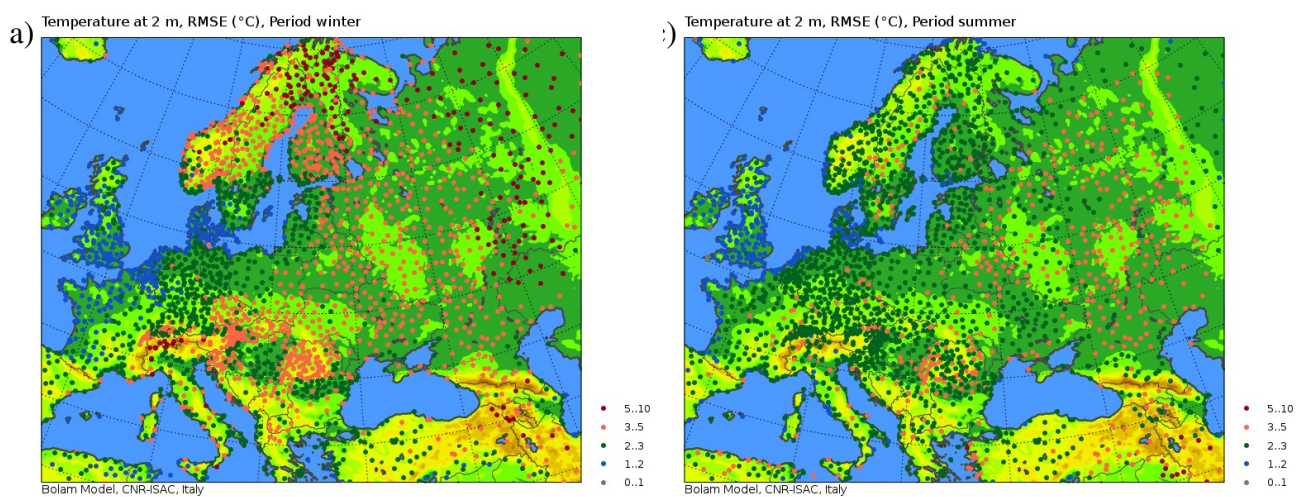 a)
Temperature at 2 m, RMSE (°C), Period winter
5..10
3.5
2.3
1.2
0..1
Bolam Model, CNR-ISAC, Italy
:)
Temperature at 2 m, RMSE (°C), Period summer
5..10
3.5
2.3
1.2
0..1
Bolam Model, CNR-ISAC, Italy